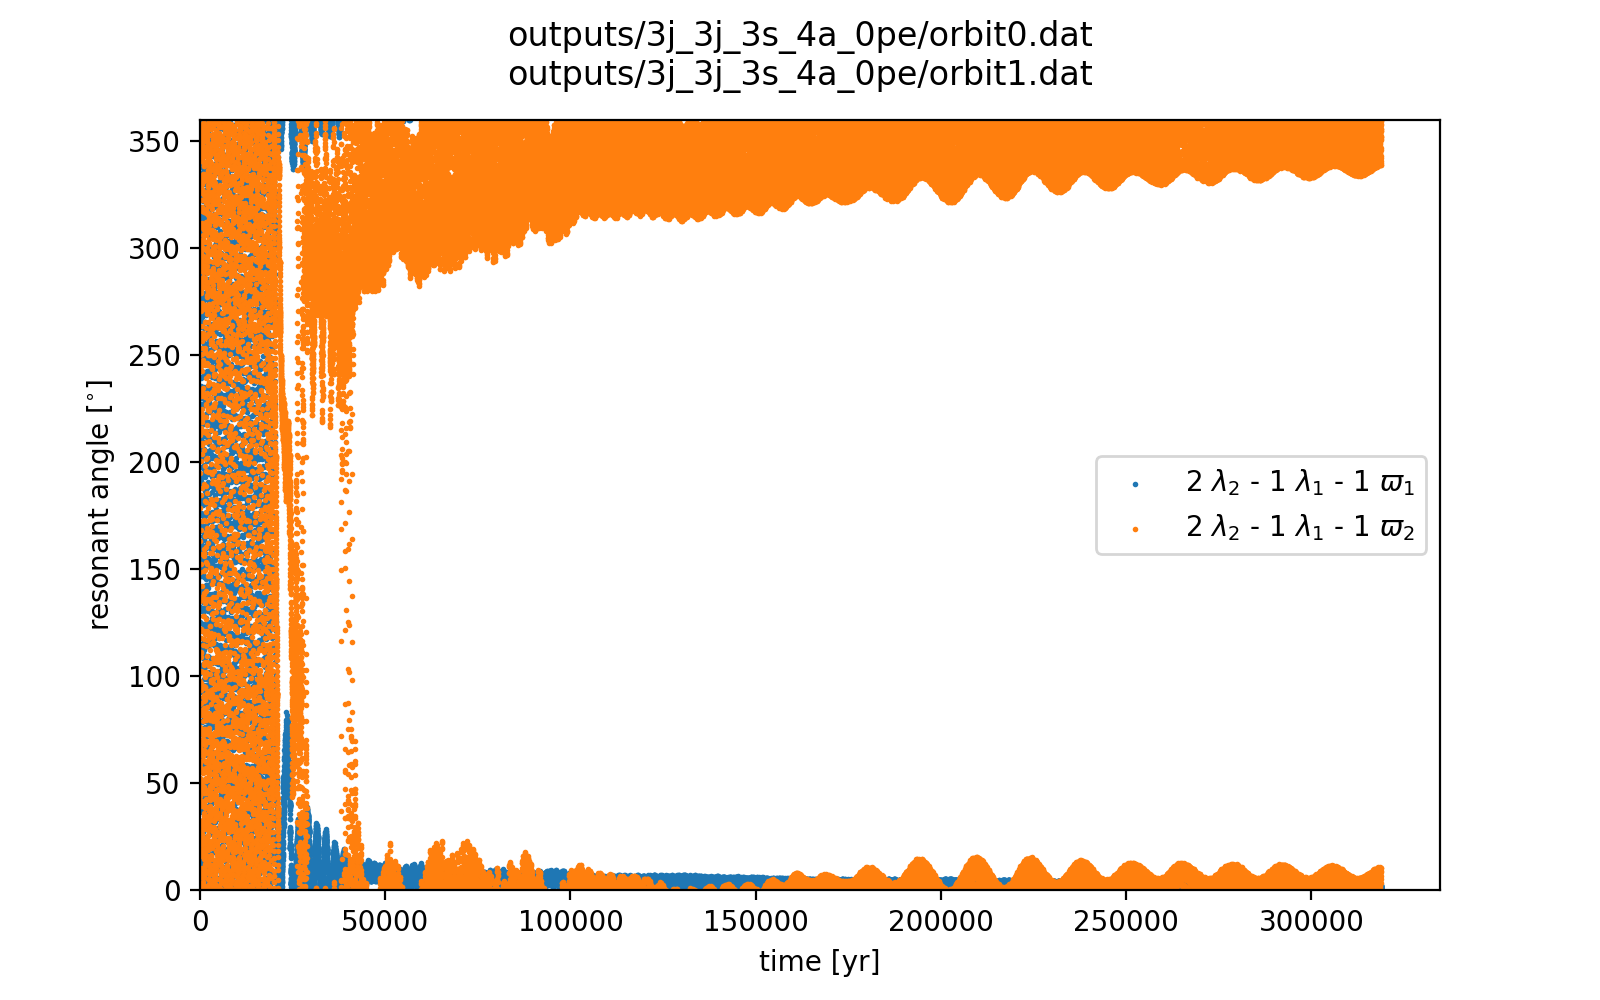 outputs/3j_3j_3s_4a_0pe/orbit0.dat
outputs/3j_3j_3s_4a_0pe/orbit1.dat
350
300
250
200
150
100
50
0
resonant angle [°]
2 λ₂ - 1 λ₁ - 1 ϖ₁
2 λ₂ - 1 λ₁ - 1 ϖ₂
0 50000 100000 150000 200000 250000 300000
time [yr]